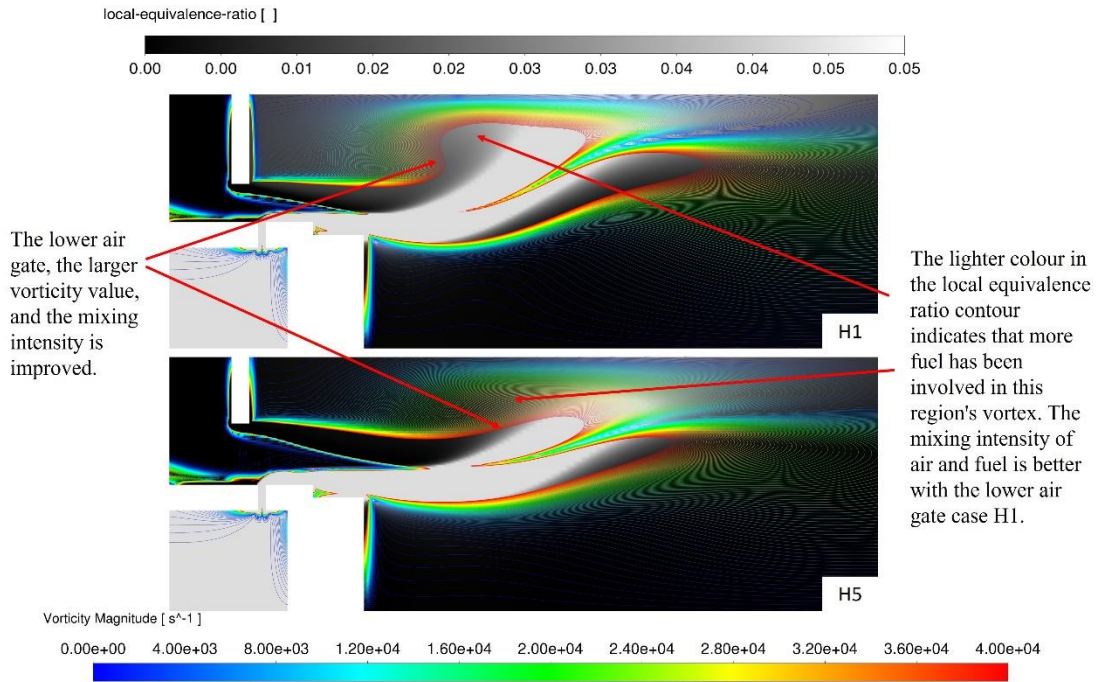 local-equivalence-ratio [ ]
0.00 0.00 0.01 0.02 0.02 0.03 0.03 0.04 0.04 0.05 0.05
The lower air
gate, the larger
vorticity value,
and the mixing
intensity is
improved.
H1
The lighter colour in
the local equivalence
ratio contour
indicates that more
fuel has been
involved in this
region's vortex. The
mixing intensity of
air and fuel is better
with the lower air
gate case H1.
H5
Vorticity Magnitude [ s^-1 ]
0.00e+00 4.00e+03 8.00e+03 1.20e+04 1.60e+04 2.00e+04 2.40e+04 2.80e+04 3.20e+04 3.60e+04 4.00e+04